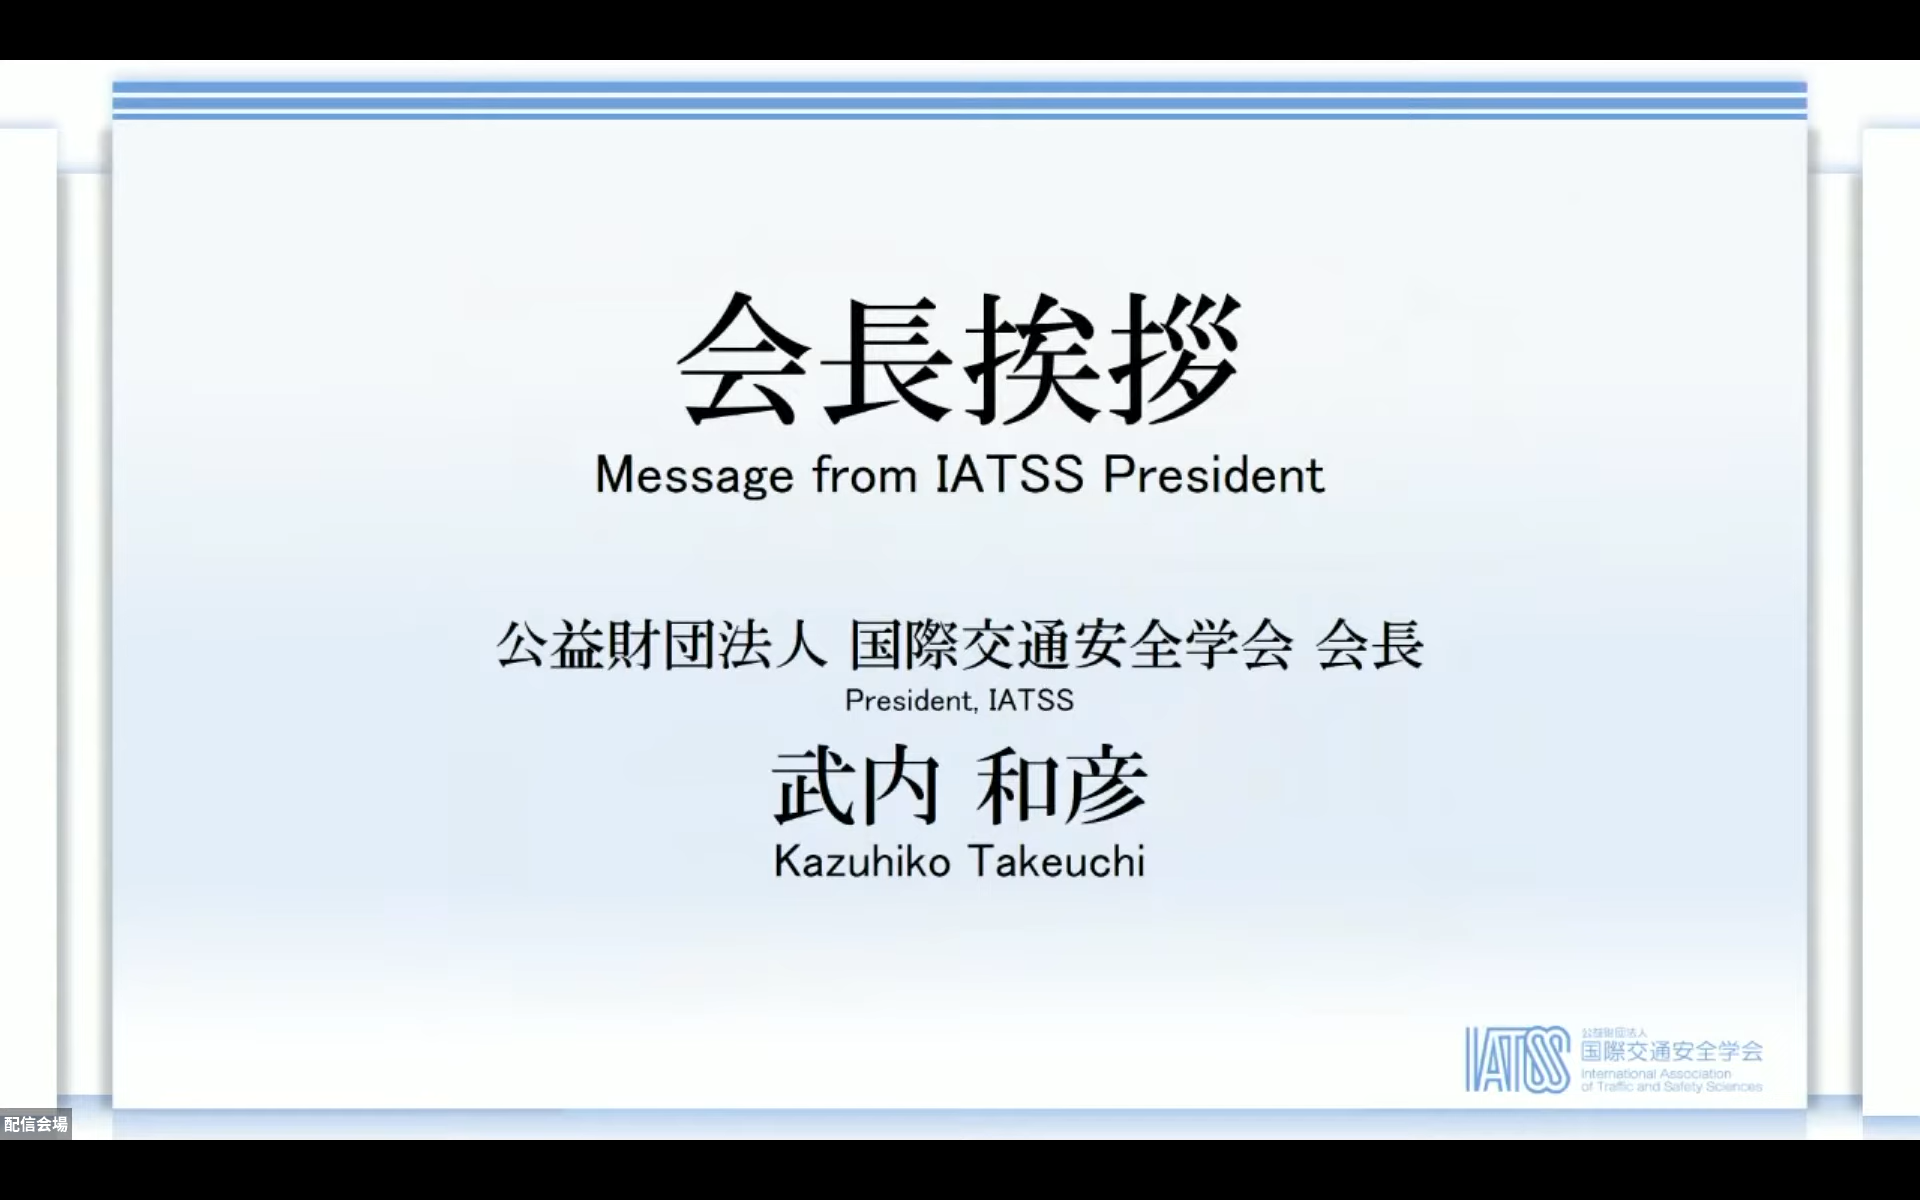 会長挨拶
Message from IATSS President
公益財団法人 国際交通安全学会 会長
President, IATSS
武内 和彦
Kazuhiko Takeuchi
IATSS
公益財団法人
国際交通安全学会
International Association
of Traffic and Safety Sciences
配信会場